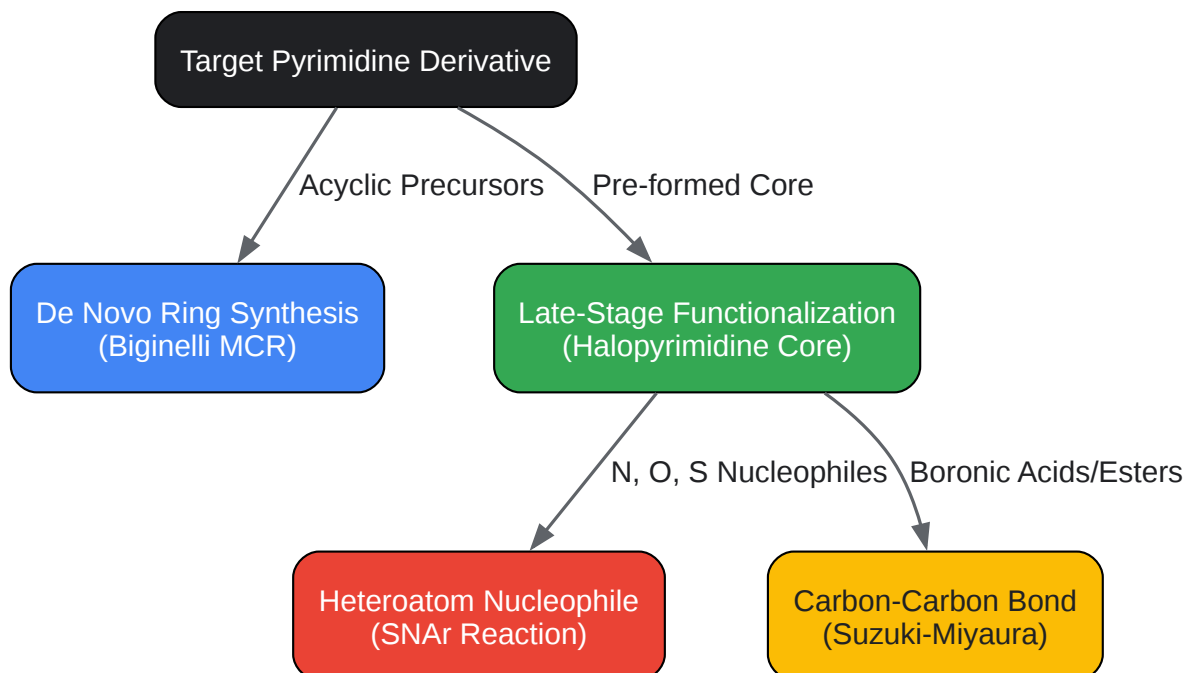 Target Pyrimidine Derivative
Acyclic Precursors
Pre-formed Core
De Novo Ring Synthesis
(Biginelli MCR)
Late-Stage Functionalization
(Halopyrimidine Core)
N, O, S Nucleophiles
Boronic Acids/Esters
Heteroatom Nucleophile
(SNAr Reaction)
Carbon-Carbon Bond
(Suzuki-Miyaura)